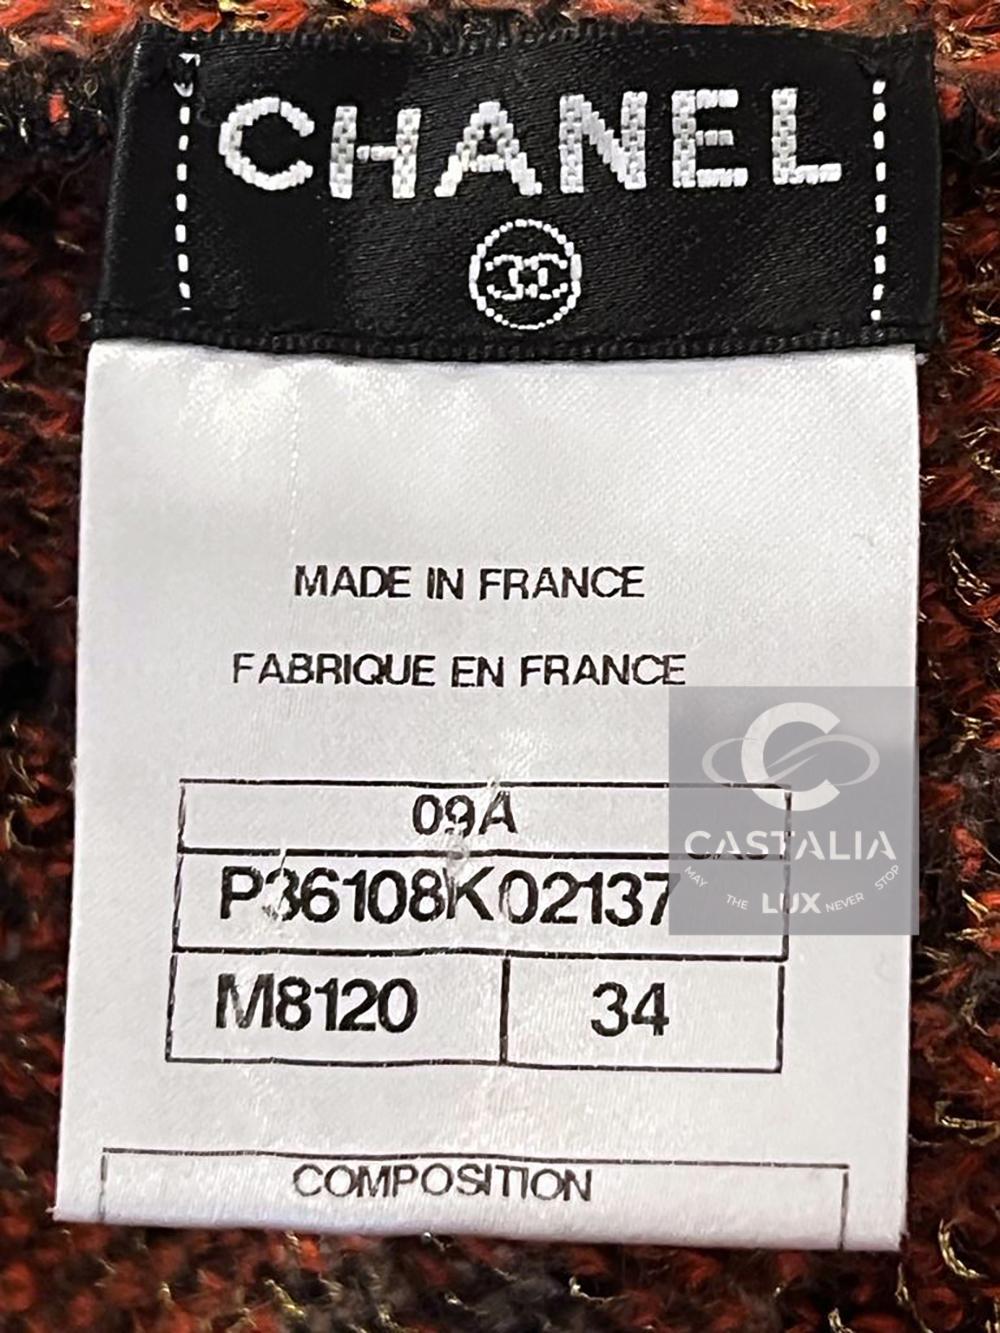 CHANEL
MADE IN FRANCE
FABRIQUE EN FRANCE
09A
P36108K02137
M8120 34
COMPOSITION
C
CASTALIA
MAY THE LUX NEVER STOP